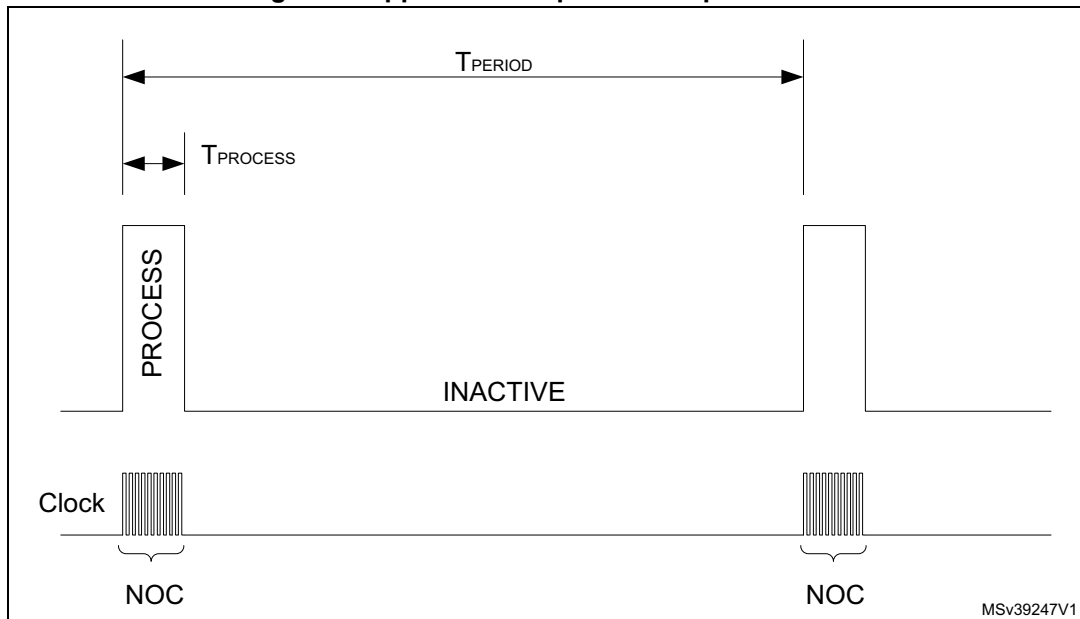 TPERIOD
TPROCESS
PROCESS
INACTIVE
Clock
NOC
NOC
MSv39247V1